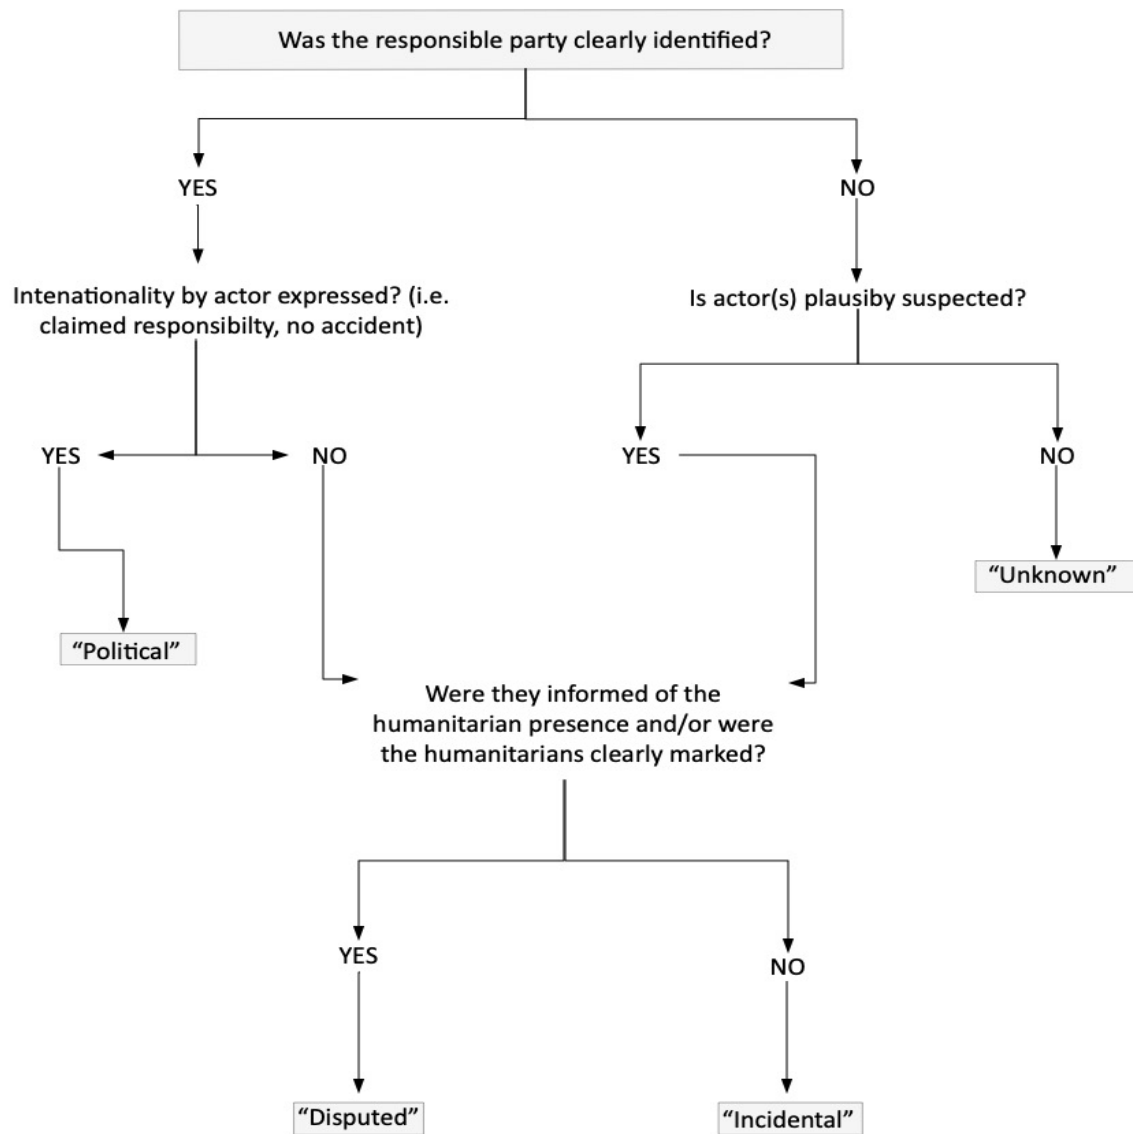 Was the responsible party clearly identified?
YES
NO
Intenationality by actor expressed? (i.e.
claimed responsibilty, no accident)
Is actor(s) plausiby suspected?
YES
NO
YES
NO
“Unknown”
“Political”
Were they informed of the
humanitarian presence and/or were
the humanitarians clearly marked?
YES
NO
“Disputed”
“Incidental”